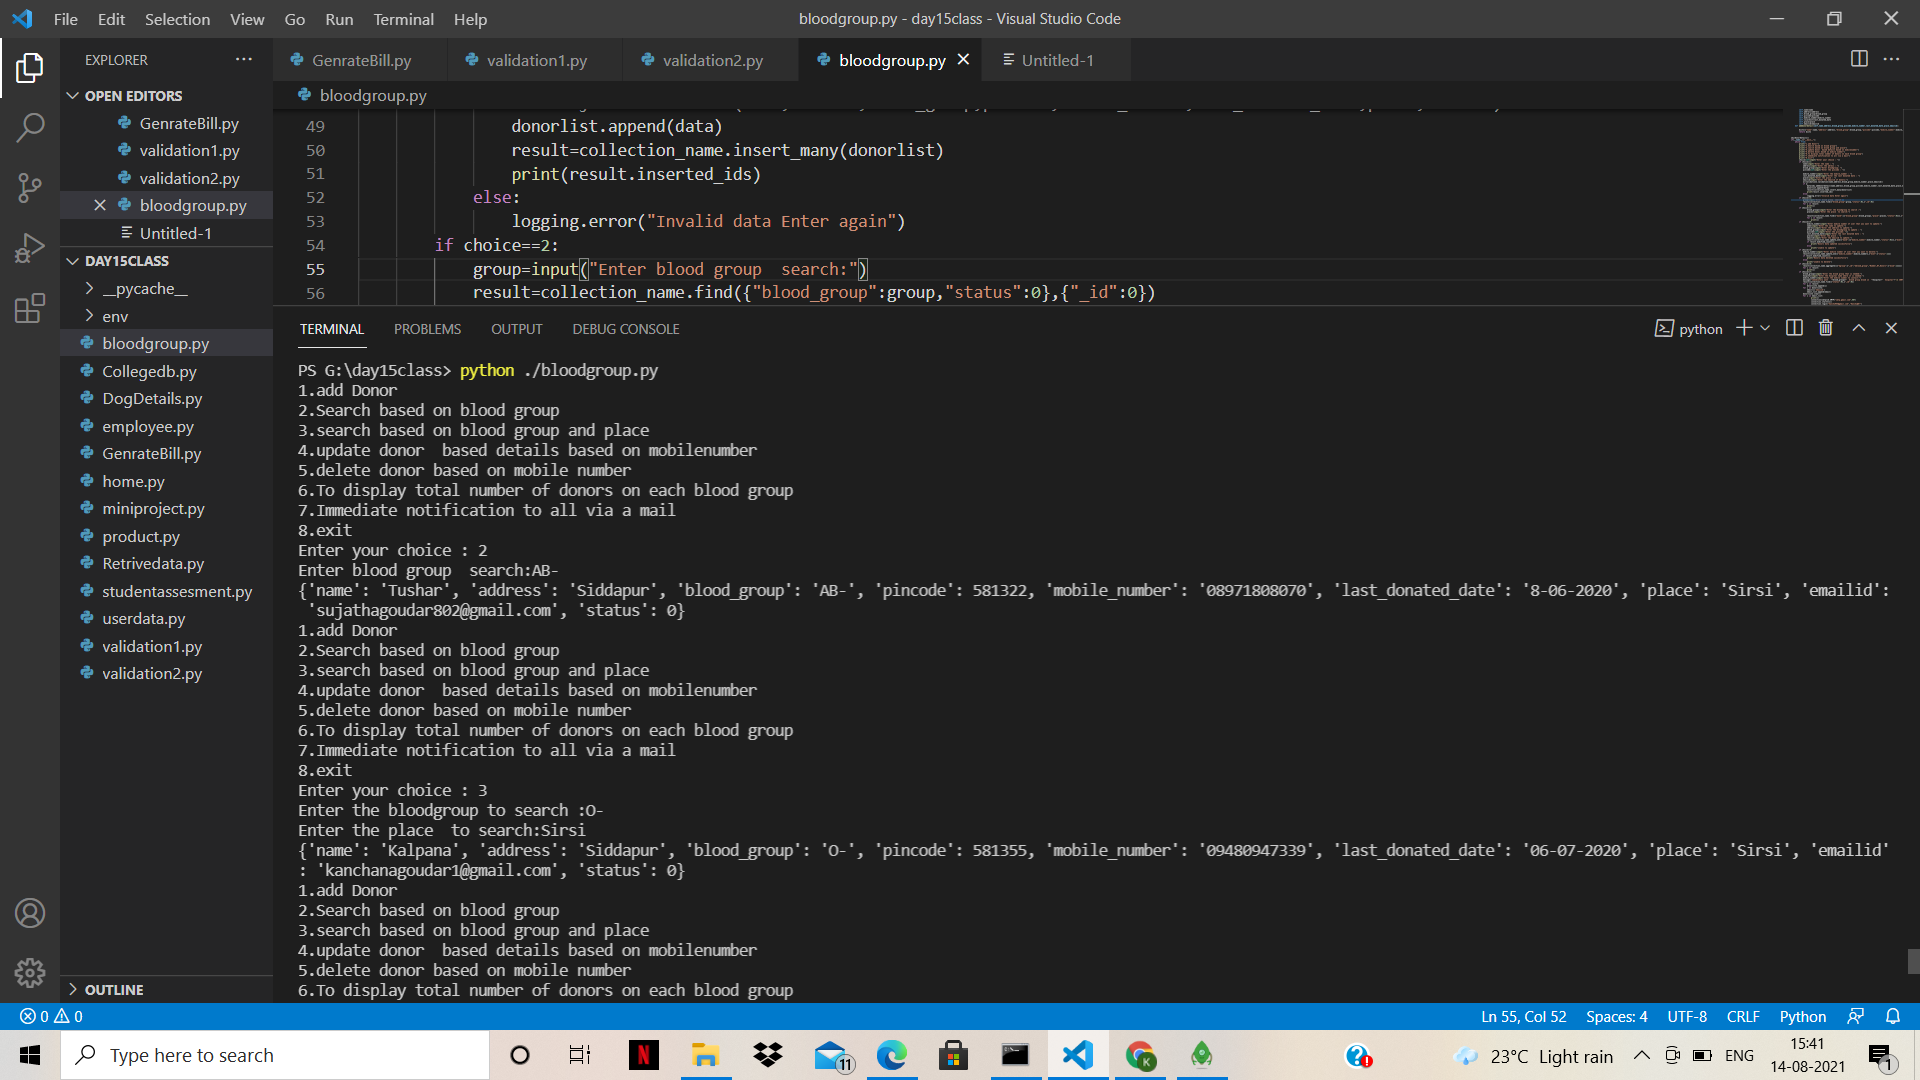 File Edit Selection View Go Run Terminal Help
bloodgroup.py - day15class - Visual Studio Code
EXPLORER
GenrateBill.py validation1.py validation2.py bloodgroup.py Untitled-1
OPEN EDITORS
GenrateBill.py
validation1.py
validation2.py
bloodgroup.py
Untitled-1
DAY15CLASS
__pycache__
env
bloodgroup.py
Collegedb.py
DogDetails.py
employee.py
GenrateBill.py
home.py
miniproject.py
product.py
Retrivedata.py
studentassesment.py
userdata.py
validation1.py
validation2.py
OUTLINE
bloodgroup.py
49 donorlist.append(data)
50 result=collection_name.insert_many(donorlist)
51 print(result.inserted_ids)
52 else:
53 logging.error("Invalid data Enter again")
54 if choice==2:
55 group=input("Enter blood group  search:")
56 result=collection_name.find({"blood_group":group,"status":0},{"_id":0})
TERMINAL PROBLEMS OUTPUT DEBUG CONSOLE
python
PS G:\day15class> python ./bloodgroup.py
1.add Donor
2.Search based on blood group
3.search based on blood group and place
4.update donor  based details based on mobilenumber
5.delete donor based on mobile number
6.To display total number of donors on each blood group
7.Immediate notification to all via a mail
8.exit
Enter your choice : 2
Enter blood group  search:AB-
{'name': 'Tushar', 'address': 'Siddapur', 'blood_group': 'AB-', 'pincode': 581322, 'mobile_number': '08971808070', 'last_donated_date': '8-06-2020', 'place': 'Sirsi', 'emailid':
'sujathagoudar802@gmail.com', 'status': 0}
1.add Donor
2.Search based on blood group
3.search based on blood group and place
4.update donor  based details based on mobilenumber
5.delete donor based on mobile number
6.To display total number of donors on each blood group
7.Immediate notification to all via a mail
8.exit
Enter your choice : 3
Enter the bloodgroup to search :O-
Enter the place  to search:Sirsi
{'name': 'Kalpana', 'address': 'Siddapur', 'blood_group': 'O-', 'pincode': 581355, 'mobile_number': '09480947339', 'last_donated_date': '06-07-2020', 'place': 'Sirsi', 'emailid'
: 'kanchanagoudar1@gmail.com', 'status': 0}
1.add Donor
2.Search based on blood group
3.search based on blood group and place
4.update donor  based details based on mobilenumber
5.delete donor based on mobile number
6.To display total number of donors on each blood group
0 0
Ln 55, Col 52 Spaces: 4 UTF-8 CRLF Python
Type here to search
N
11
K
23°C Light rain
ENG
15:41
14-08-2021
1